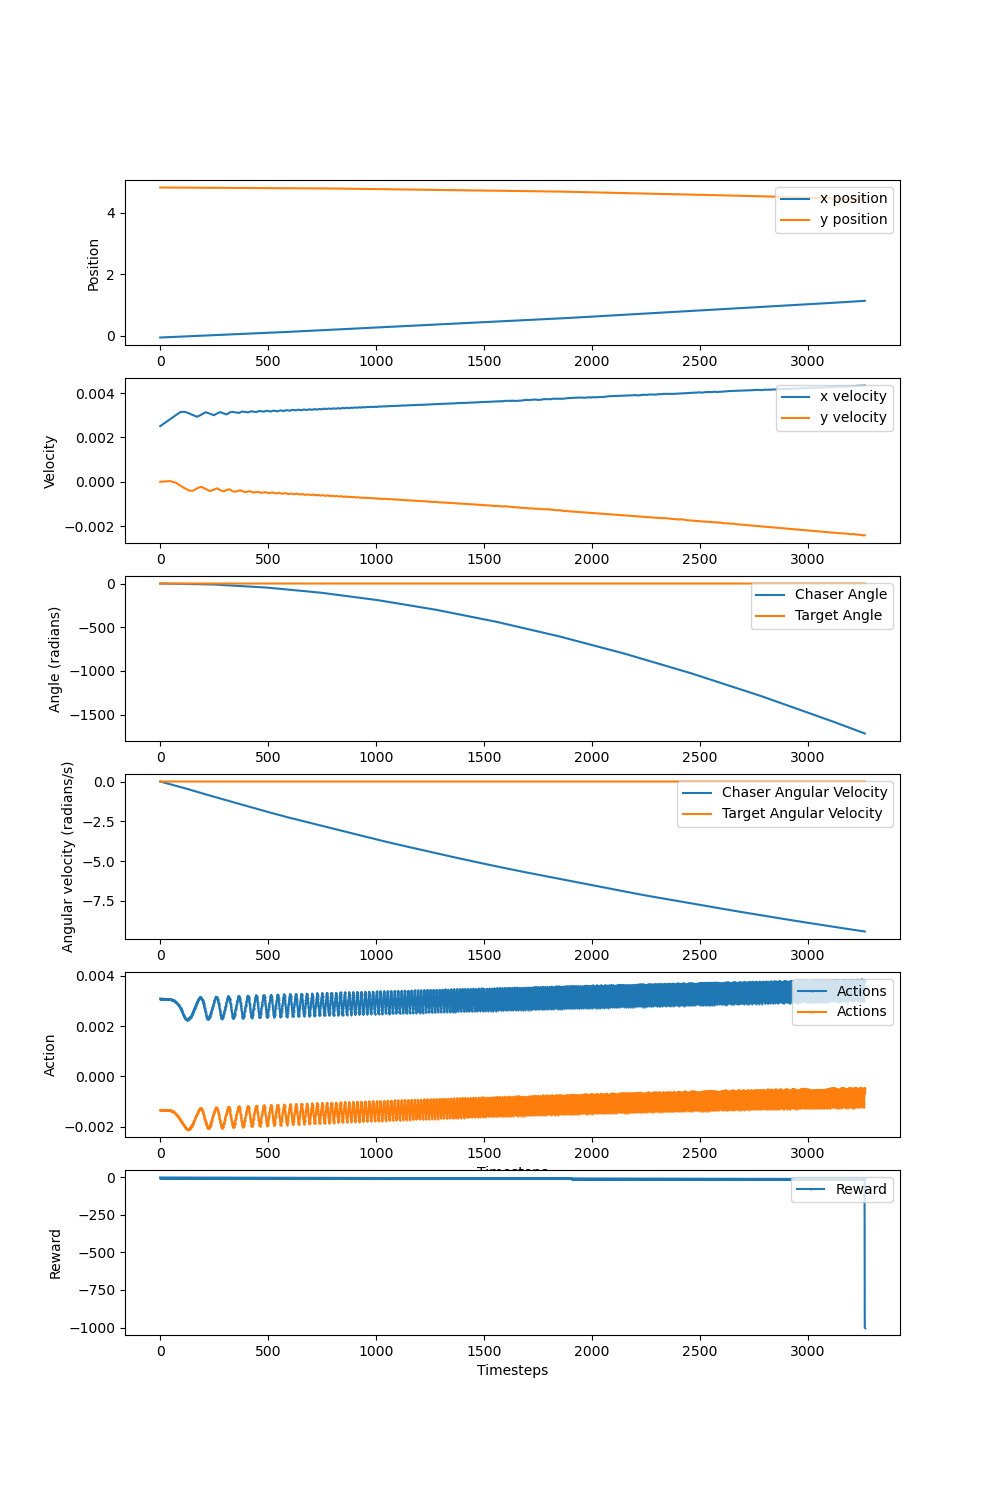 Position
4
2
0
x position
y position
0 500 1000 1500 2000 2500 3000
Velocity
0.004
0.002
0.000
−0.002
x velocity
y velocity
0 500 1000 1500 2000 2500 3000
Angle (radians)
0
−500
−1000
−1500
Chaser Angle
Target Angle
0 500 1000 1500 2000 2500 3000
Angular velocity (radians/s)
0.0
−2.5
−5.0
−7.5
Chaser Angular Velocity
Target Angular Velocity
0 500 1000 1500 2000 2500 3000
Action
0.004
0.002
0.000
−0.002
Actions
Actions
0 500 1000 1500 2000 2500 3000
Timesteps
Reward
0
−250
−500
−750
−1000
Reward
0 500 1000 1500 2000 2500 3000
Timesteps